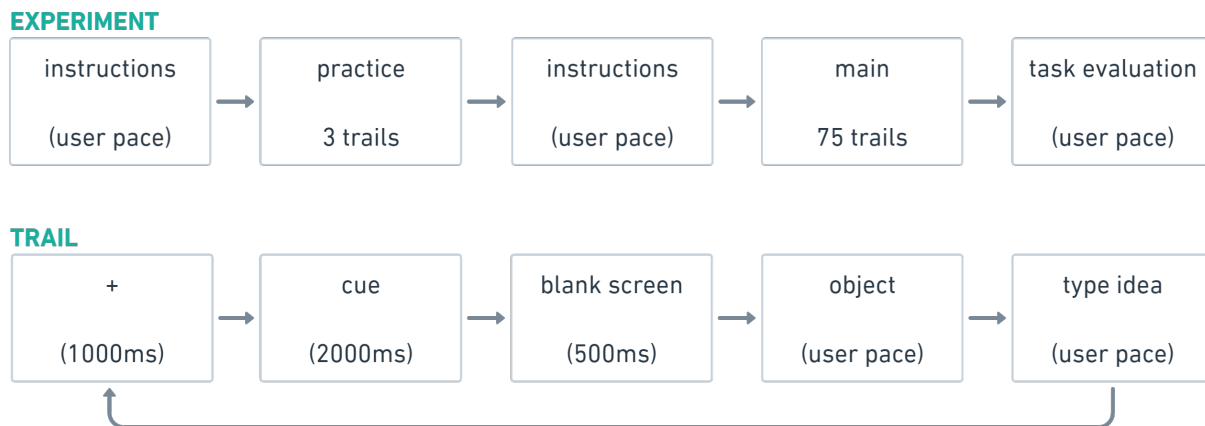 EXPERIMENT
instructions
(user pace)
practice
3 trails
instructions
(user pace)
main
75 trails
task evaluation
(user pace)
TRAIL
+
(1000ms)
cue
(2000ms)
blank screen
(500ms)
object
(user pace)
type idea
(user pace)